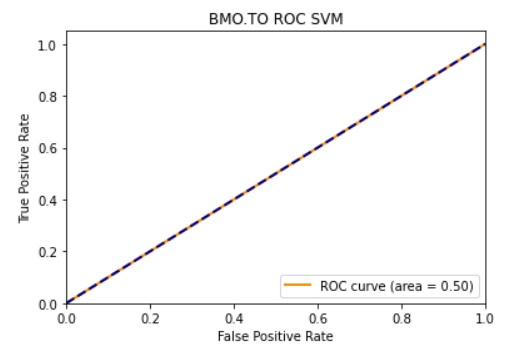 BMO.TO ROC SVM
True Positive Rate
1.0
0.8
0.6
0.4
0.2
0.0
ROC curve (area = 0.50)
0.0 0.2 0.4 0.6 0.8 1.0
False Positive Rate